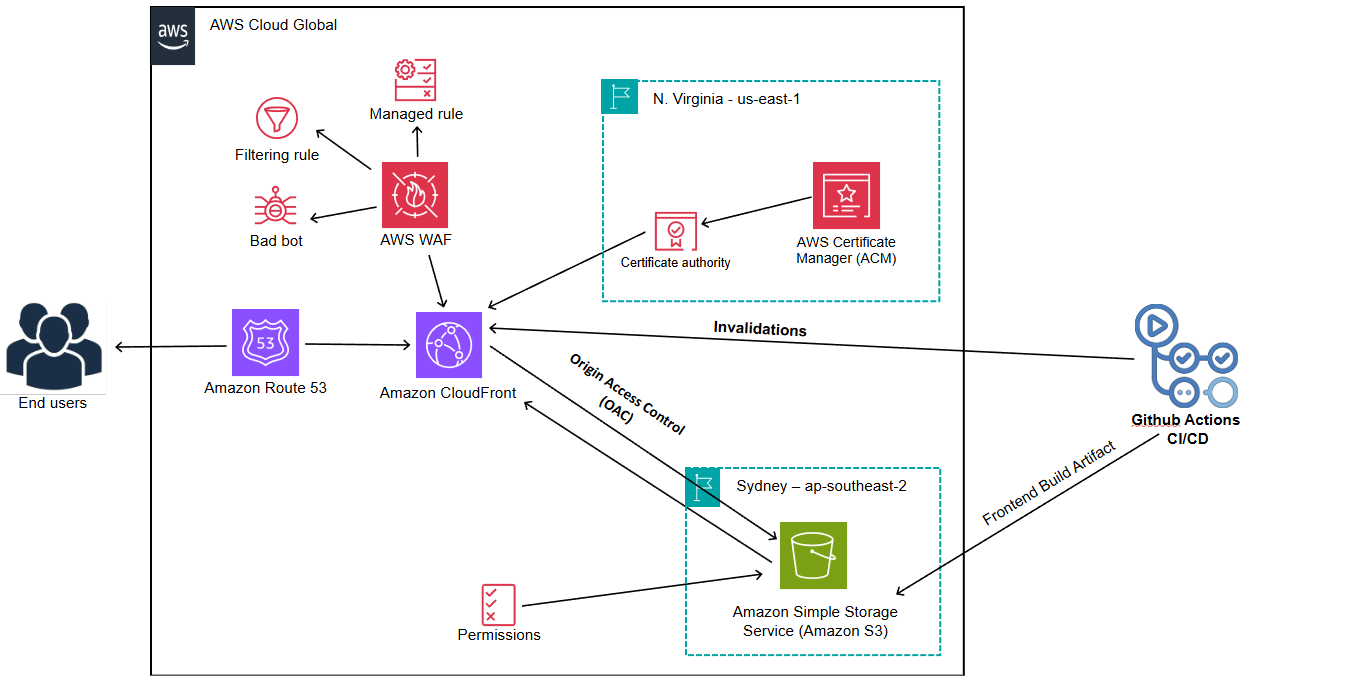 aws
AWS Cloud Global
Managed rule
N. Virginia - us-east-1
Filtering rule
Bad bot
AWS WAF
AWS Certificate
Manager (ACM)
Certificate authority
Invalidations
53
Amazon Route 53
Amazon CloudFront
End users
Origin Access Control
(OAC)
Github Actions
CI/CD
Frontend Build Artifact
Sydney – ap-southeast-2
Amazon Simple Storage
Service (Amazon S3)
Permissions